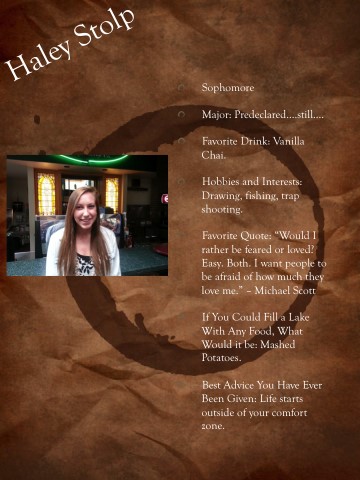 Haley Stolp
Sophomore
Major: Predeclared....still....
Favorite Drink: Vanilla
Chai.
Hobbies and Interests:
Drawing, fishing, trap
shooting.
Favorite Quote: “Would I
rather be feared or loved?
Easy. Both. I want people to
be afraid of how much they
love me.” – Michael Scott
If You Could Fill a Lake
With Any Food, What
Would it be: Mashed
Potatoes.
Best Advice You Have Ever
Been Given: Life starts
outside of your comfort
zone.